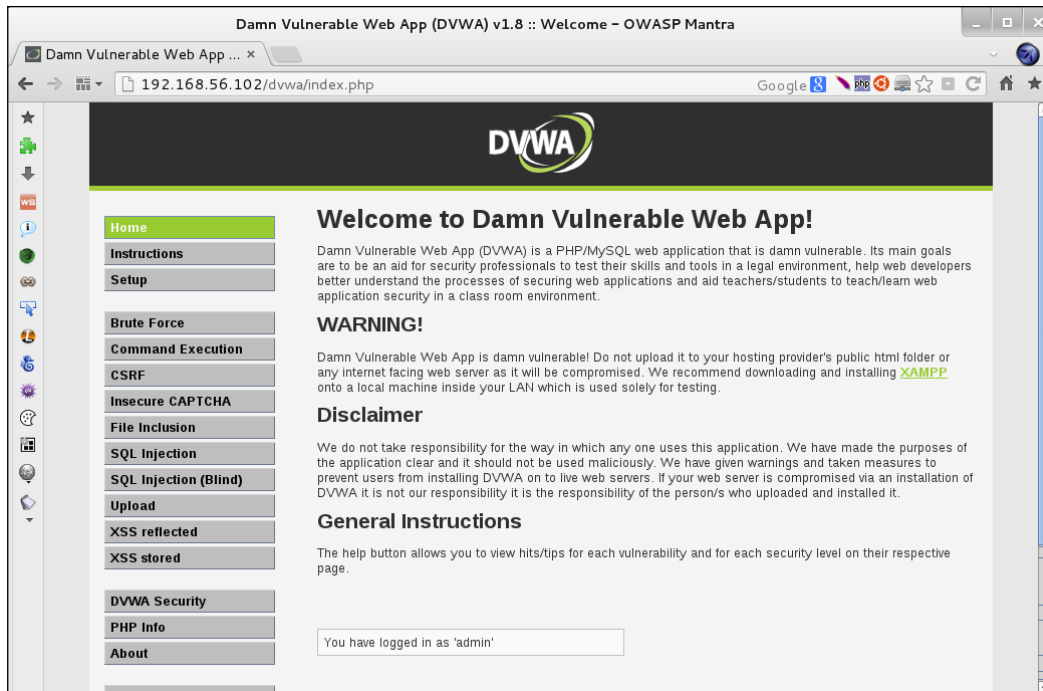 Damn Vulnerable Web App (DVWA) v1.8 :: Welcome – OWASP Mantra
Damn Vulnerable Web App ... ×
192.168.56.102/dvwa/index.php
Google
8
php
WS
DVWA
Home
Instructions
Setup
Brute Force
Command Execution
CSRF
Insecure CAPTCHA
File Inclusion
SQL Injection
SQL Injection (Blind)
Upload
XSS reflected
XSS stored
DVWA Security
PHP Info
About
Welcome to Damn Vulnerable Web App!
Damn Vulnerable Web App (DVWA) is a PHP/MySQL web application that is damn vulnerable. Its main goals
are to be an aid for security professionals to test their skills and tools in a legal environment, help web developers
better understand the processes of securing web applications and aid teachers/students to teach/learn web
application security in a class room environment.
WARNING!
Damn Vulnerable Web App is damn vulnerable! Do not upload it to your hosting provider's public html folder or
any internet facing web server as it will be compromised. We recommend downloading and installing XAMPP
onto a local machine inside your LAN which is used solely for testing.
Disclaimer
We do not take responsibility for the way in which any one uses this application. We have made the purposes of
the application clear and it should not be used maliciously. We have given warnings and taken measures to
prevent users from installing DVWA on to live web servers. If your web server is compromised via an installation of
DVWA it is not our responsibility it is the responsibility of the person/s who uploaded and installed it.
General Instructions
The help button allows you to view hits/tips for each vulnerability and for each security level on their respective
page.
You have logged in as 'admin'